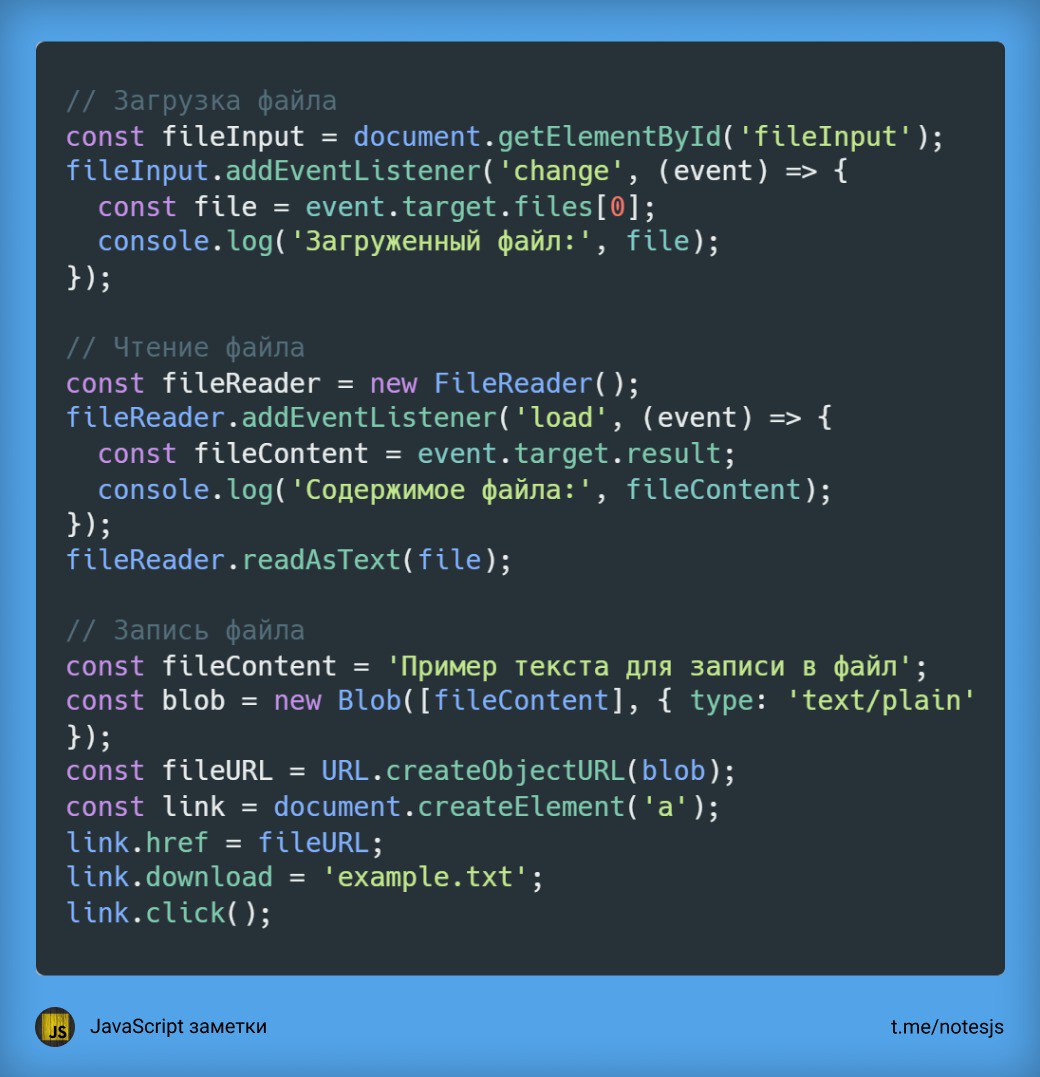 // Загрузка файла
const fileInput = document.getElementById('fileInput');
fileInput.addEventListener('change', (event) => {
  const file = event.target.files[0];
  console.log('Загруженный файл:', file);
});

// Чтение файла
const fileReader = new FileReader();
fileReader.addEventListener('load', (event) => {
  const fileContent = event.target.result;
  console.log('Содержимое файла:', fileContent);
});
fileReader.readAsText(file);

// Запись файла
const fileContent = 'Пример текста для записи в файл';
const blob = new Blob([fileContent], { type: 'text/plain'
});
const fileURL = URL.createObjectURL(blob);
const link = document.createElement('a');
link.href = fileURL;
link.download = 'example.txt';
link.click();

JS
JavaScript заметки
t.me/notesjs